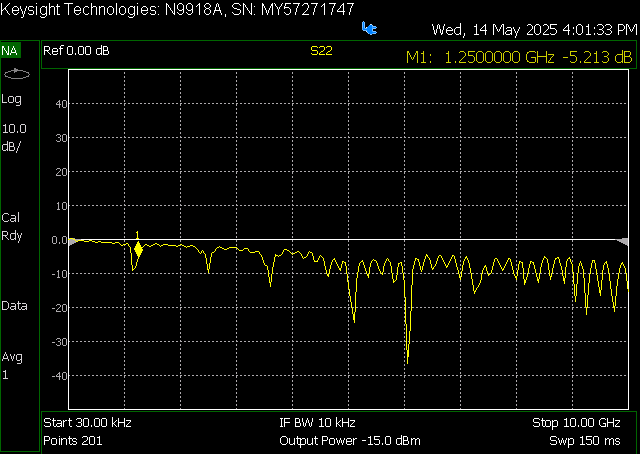 Keysight Technologies: N9918A, SN: MY57271747
Wed, 14 May 2025 4:01:33 PM
NA Ref 0.00 dB S22
M1: 1.2500000 GHz -5.213 dB
Log
10.0
dB/
Cal
Rdy
Data
Avg
1
40
30
20
10
0.0
-10
-20
-30
-40
1
Start 30.00 kHz IF BW 10 kHz Stop 10.00 GHz
Points 201 Output Power -15.0 dBm Swp 150 ms